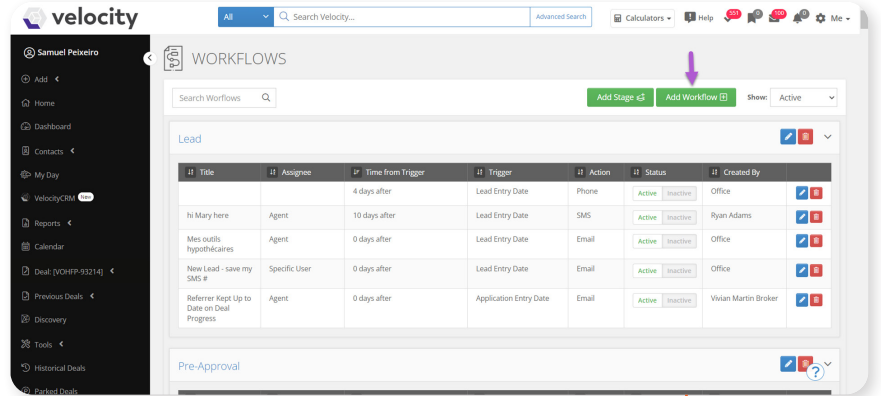 velocity
All
Search Velocity...
Advanced Search
Calculators
Help
551
0
100
0
Me
Samuel Peixeiro
Add
Home
Dashboard
Contacts
My Day
VelocityCRM New
Reports
Calendar
Deal: [VOHFP-93214]
Previous Deals
Discovery
Tools
Historical Deals
Parked Deals
WORKFLOWS
Search Worflows
Add Stage
Add Workflow
Show: Active
Lead
Title Assignee Time from Trigger Trigger Action Status Created By
4 days after Lead Entry Date Phone Active Inactive Office
hi Mary here Agent 10 days after Lead Entry Date SMS Active Inactive Ryan Adams
Mes outils Agent 0 days after Lead Entry Date Email Active Inactive Office
hypothécaires
New Lead - save my Specific User 0 days after Lead Entry Date Email Active Inactive Office
SMS #
Referrer Kept Up to Agent 0 days after Application Entry Date Email Active Inactive Vivian Martin Broker
Date on Deal
Progress
Pre-Approval
?